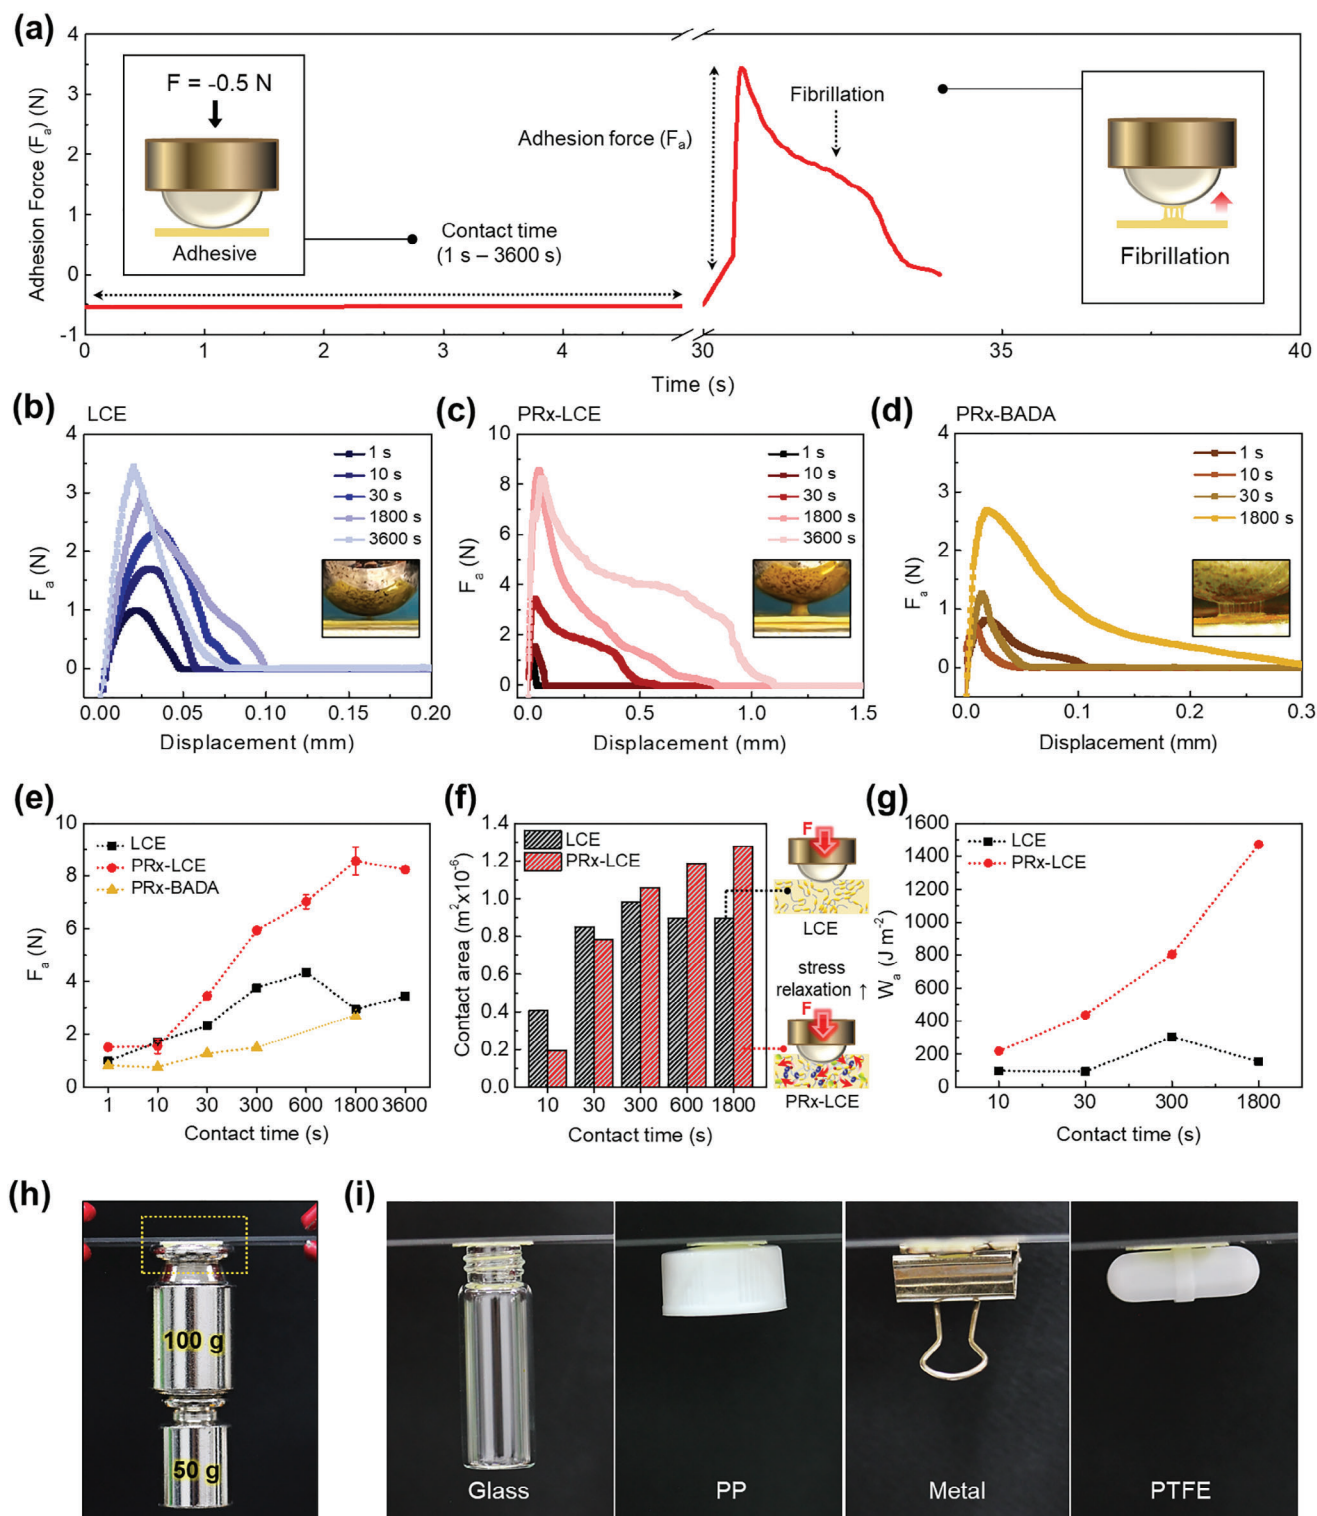 (a)
4
3
2
1
0
-1
Adhesion Force (F_a) (N)
F = -0.5 N
Adhesive
Contact time
(1 s – 3600 s)
Adhesion force (F_a)
Fibrillation
Fibrillation
0 1 2 3 4 30 35 40
Time (s)
(b) LCE
4
3
2
1
0
F_a (N)
1 s
10 s
30 s
1800 s
3600 s
0.00 0.05 0.10 0.15 0.20
Displacement (mm)
(c) PRx-LCE
10
8
6
4
2
0
F_a (N)
1 s
10 s
30 s
1800 s
3600 s
0.0 0.5 1.0 1.5
Displacement (mm)
(d) PRx-BADA
4
3
2
1
0
F_a (N)
1 s
10 s
30 s
1800 s
0.0 0.1 0.2 0.3
Displacement (mm)
(e)
10
8
6
4
2
0
F_a (N)
LCE
PRx-LCE
PRx-BADA
1 10 30 300 600 1800 3600
Contact time (s)
(f)
1.4
1.2
1.0
0.8
0.6
0.4
0.2
0.0
Contact area (m²x10⁻⁶)
LCE
PRx-LCE
10 30 300 600 1800
Contact time (s)
F
LCE
stress
relaxation ↑
F
PRx-LCE
(g)
1600
1400
1200
1000
800
600
400
200
0
W_a (J m⁻²)
LCE
PRx-LCE
10 30 300 1800
Contact time (s)
(h)
100 g
50 g
(i)
Glass
PP
Metal
PTFE